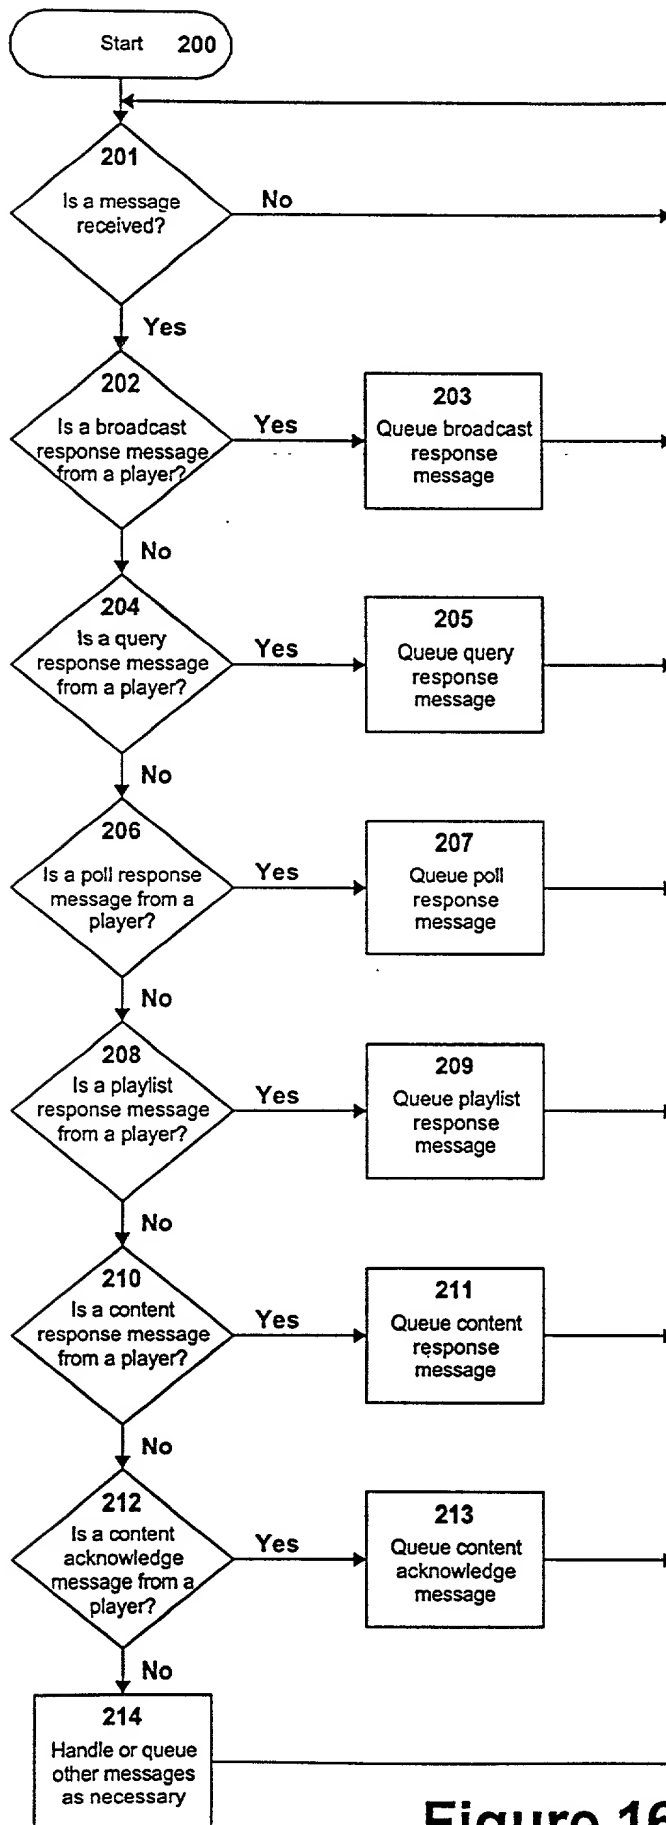 Start 200
201
Is a message
received?
No
Yes
202
Is a broadcast
response message
from a player?
Yes
203
Queue broadcast
response
message
No
204
Is a query
response message
from a player?
Yes
205
Queue query
response
message
No
206
Is a poll response
message from a
player?
Yes
207
Queue poll
response
message
No
208
Is a playlist
response message
from a player?
Yes
209
Queue playlist
response
message
No
210
Is a content
response message
from a player?
Yes
211
Queue content
response
message
No
212
Is a content
acknowledge
message from a
player?
Yes
213
Queue content
acknowledge
message
No
214
Handle or queue
other messages
as necessary
Figure 16